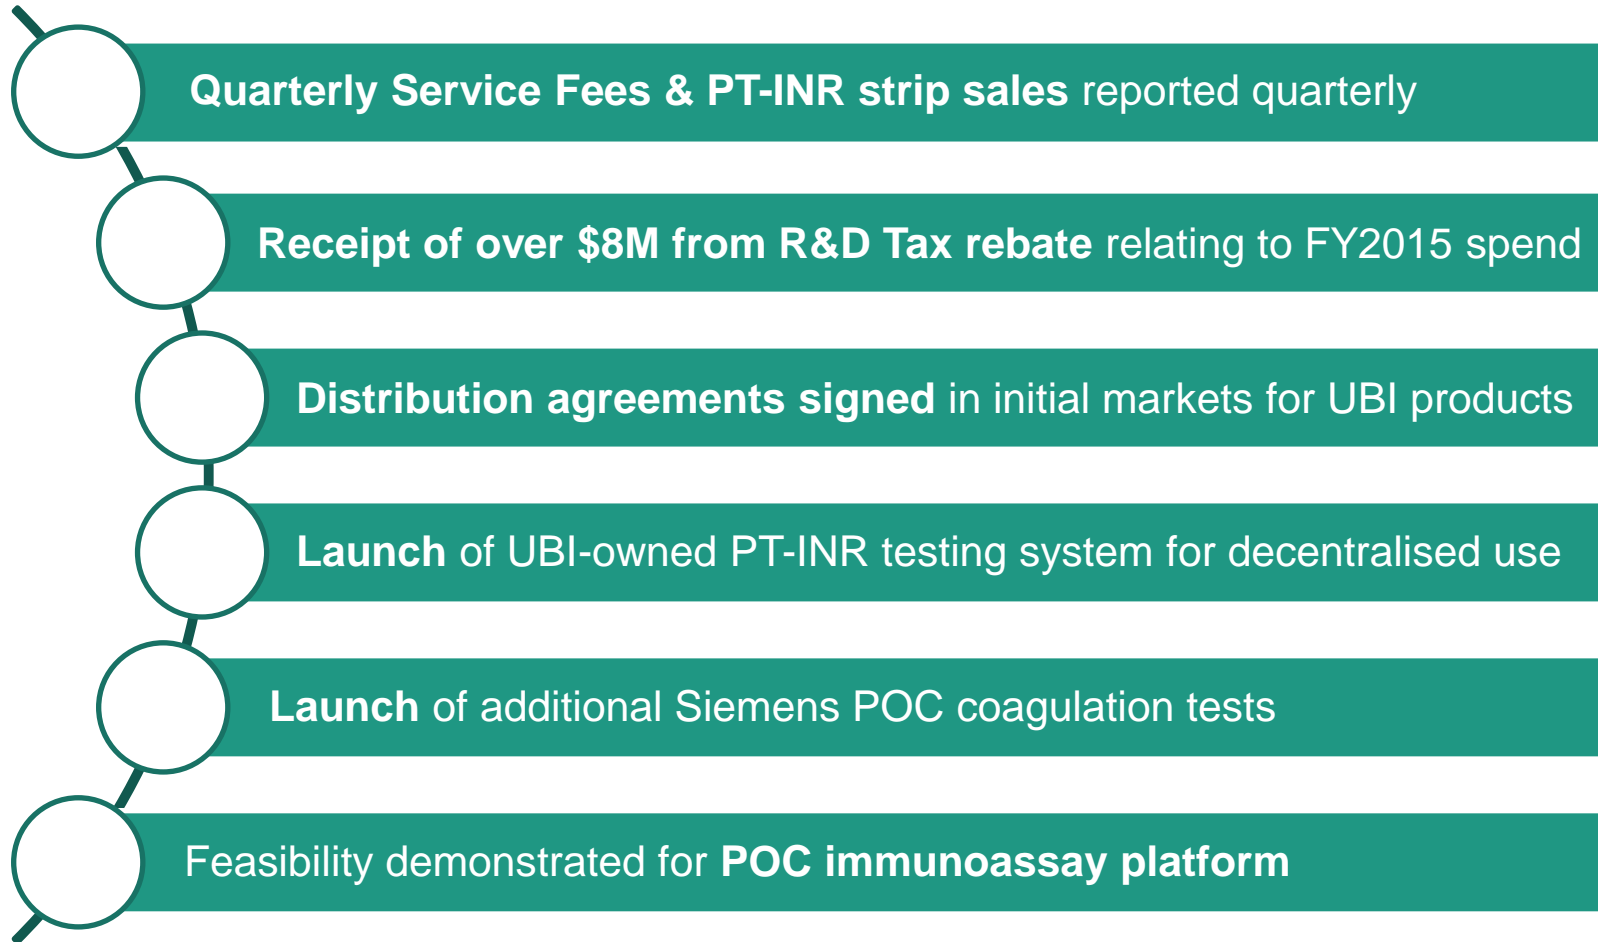 Quarterly Service Fees & PT-INR strip sales reported quarterly
Receipt of over $8M from R&D Tax rebate relating to FY2015 spend
Distribution agreements signed in initial markets for UBI products
Launch of UBI-owned PT-INR testing system for decentralised use
Launch of additional Siemens POC coagulation tests
Feasibility demonstrated for POC immunoassay platform